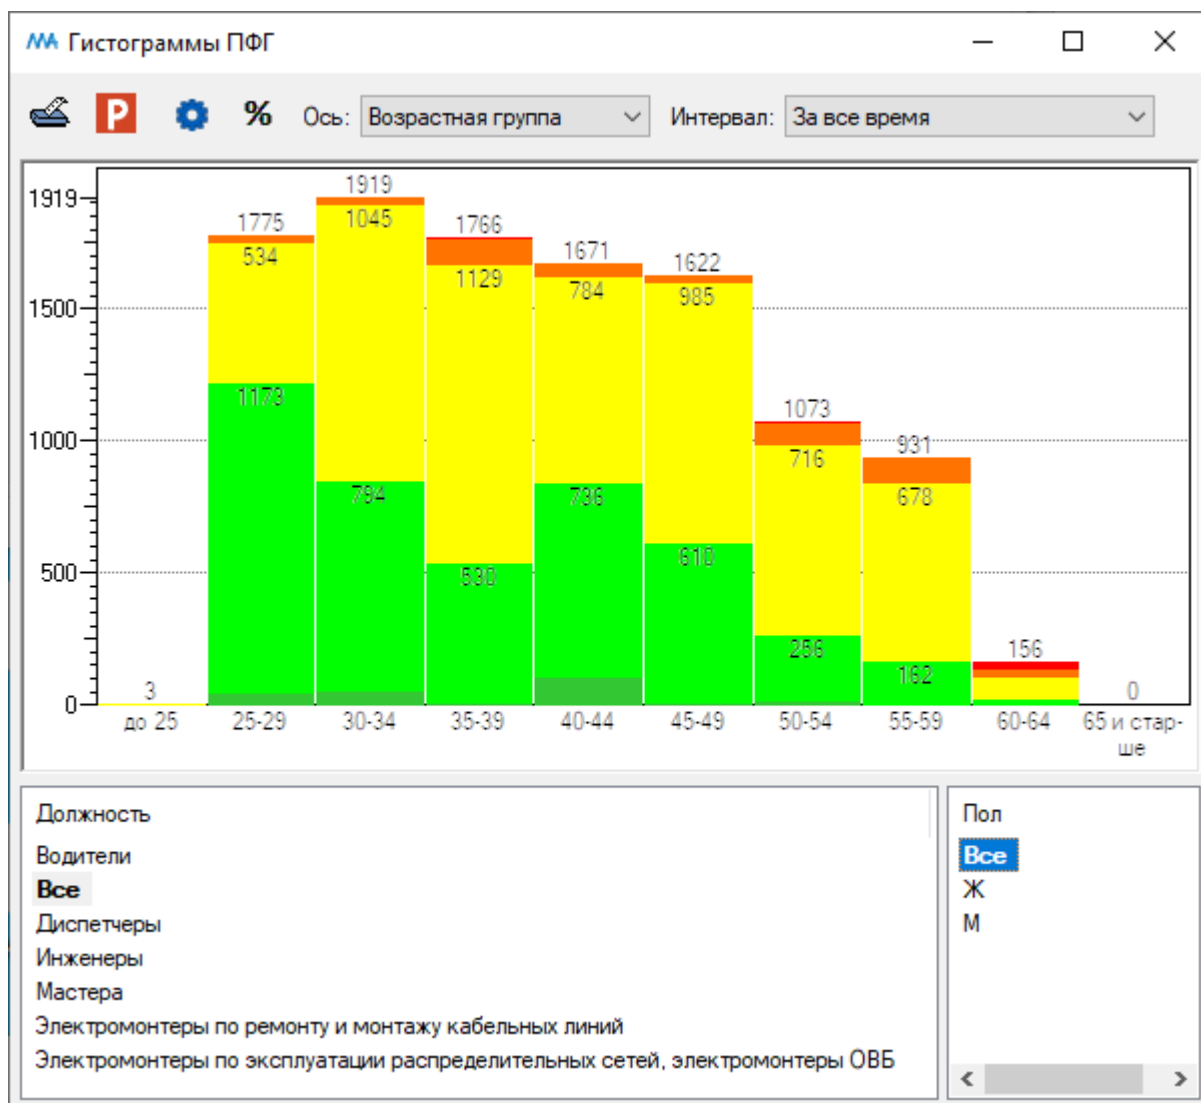 Гистограммы ПФГ
P % Ось: Возрастная группа Интервал: За все время
1919
1500
1000
500
0
3
1775
534
1173
1919
1045
794
1766
1129
530
1671
784
736
1622
985
610
1073
716
256
931
678
162
156
0
до 25 25-29 30-34 35-39 40-44 45-49 50-54 55-59 60-64 65 и стар-
ше
Должность
Водители
Все
Диспетчеры
Инженеры
Мастера
Электромонтеры по ремонту и монтажу кабельных линий
Электромонтеры по эксплуатации распределительных сетей, электромонтеры ОВБ
Пол
Все
Ж
М